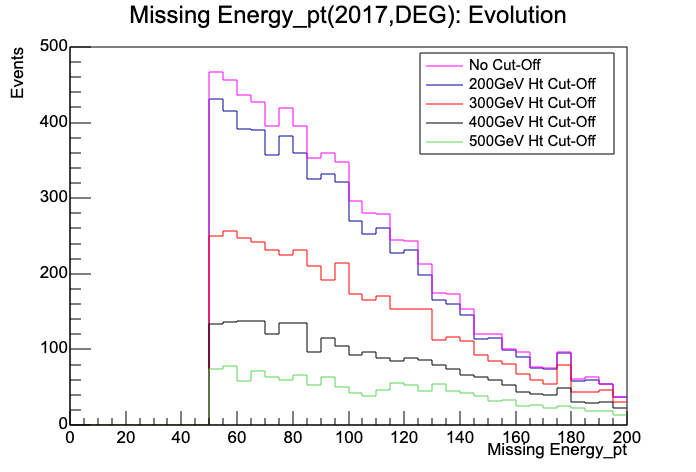 Missing Energy_pt(2017,DEG): Evolution
Events
500
400
300
200
100
0
No Cut-Off
200GeV Ht Cut-Off
300GeV Ht Cut-Off
400GeV Ht Cut-Off
500GeV Ht Cut-Off
0 20 40 60 80 100 120 140 160 180 200
Missing Energy_pt